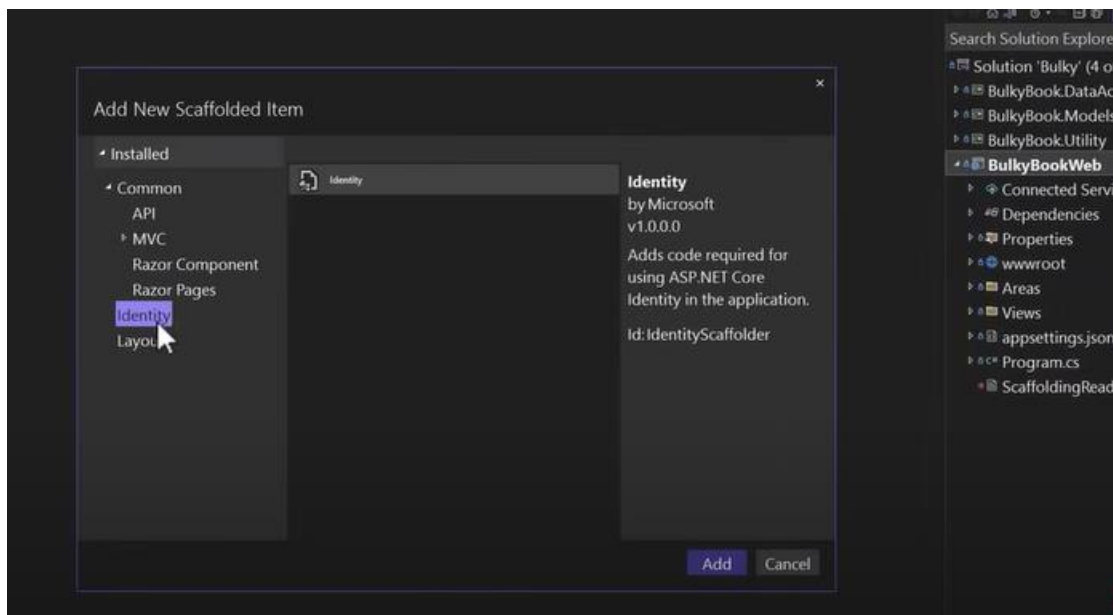 Add New Scaffolded Item
×
Installed
Common
API
MVC
Razor Component
Razor Pages
Identity
Identity
Identity
by Microsoft
v1.0.0.0
Adds code required for
using ASP.NET Core
Identity in the application.
Id: IdentityScaffolder
Add
Cancel
Search Solution Explore
Solution 'Bulky' (4 o
BulkyBook.DataAc
BulkyBook.Models
BulkyBook.Utility
BulkyBookWeb
Connected Servi
Dependencies
Properties
wwwroot
Areas
Views
appsettings.json
C# Program.cs
ScaffoldingRead